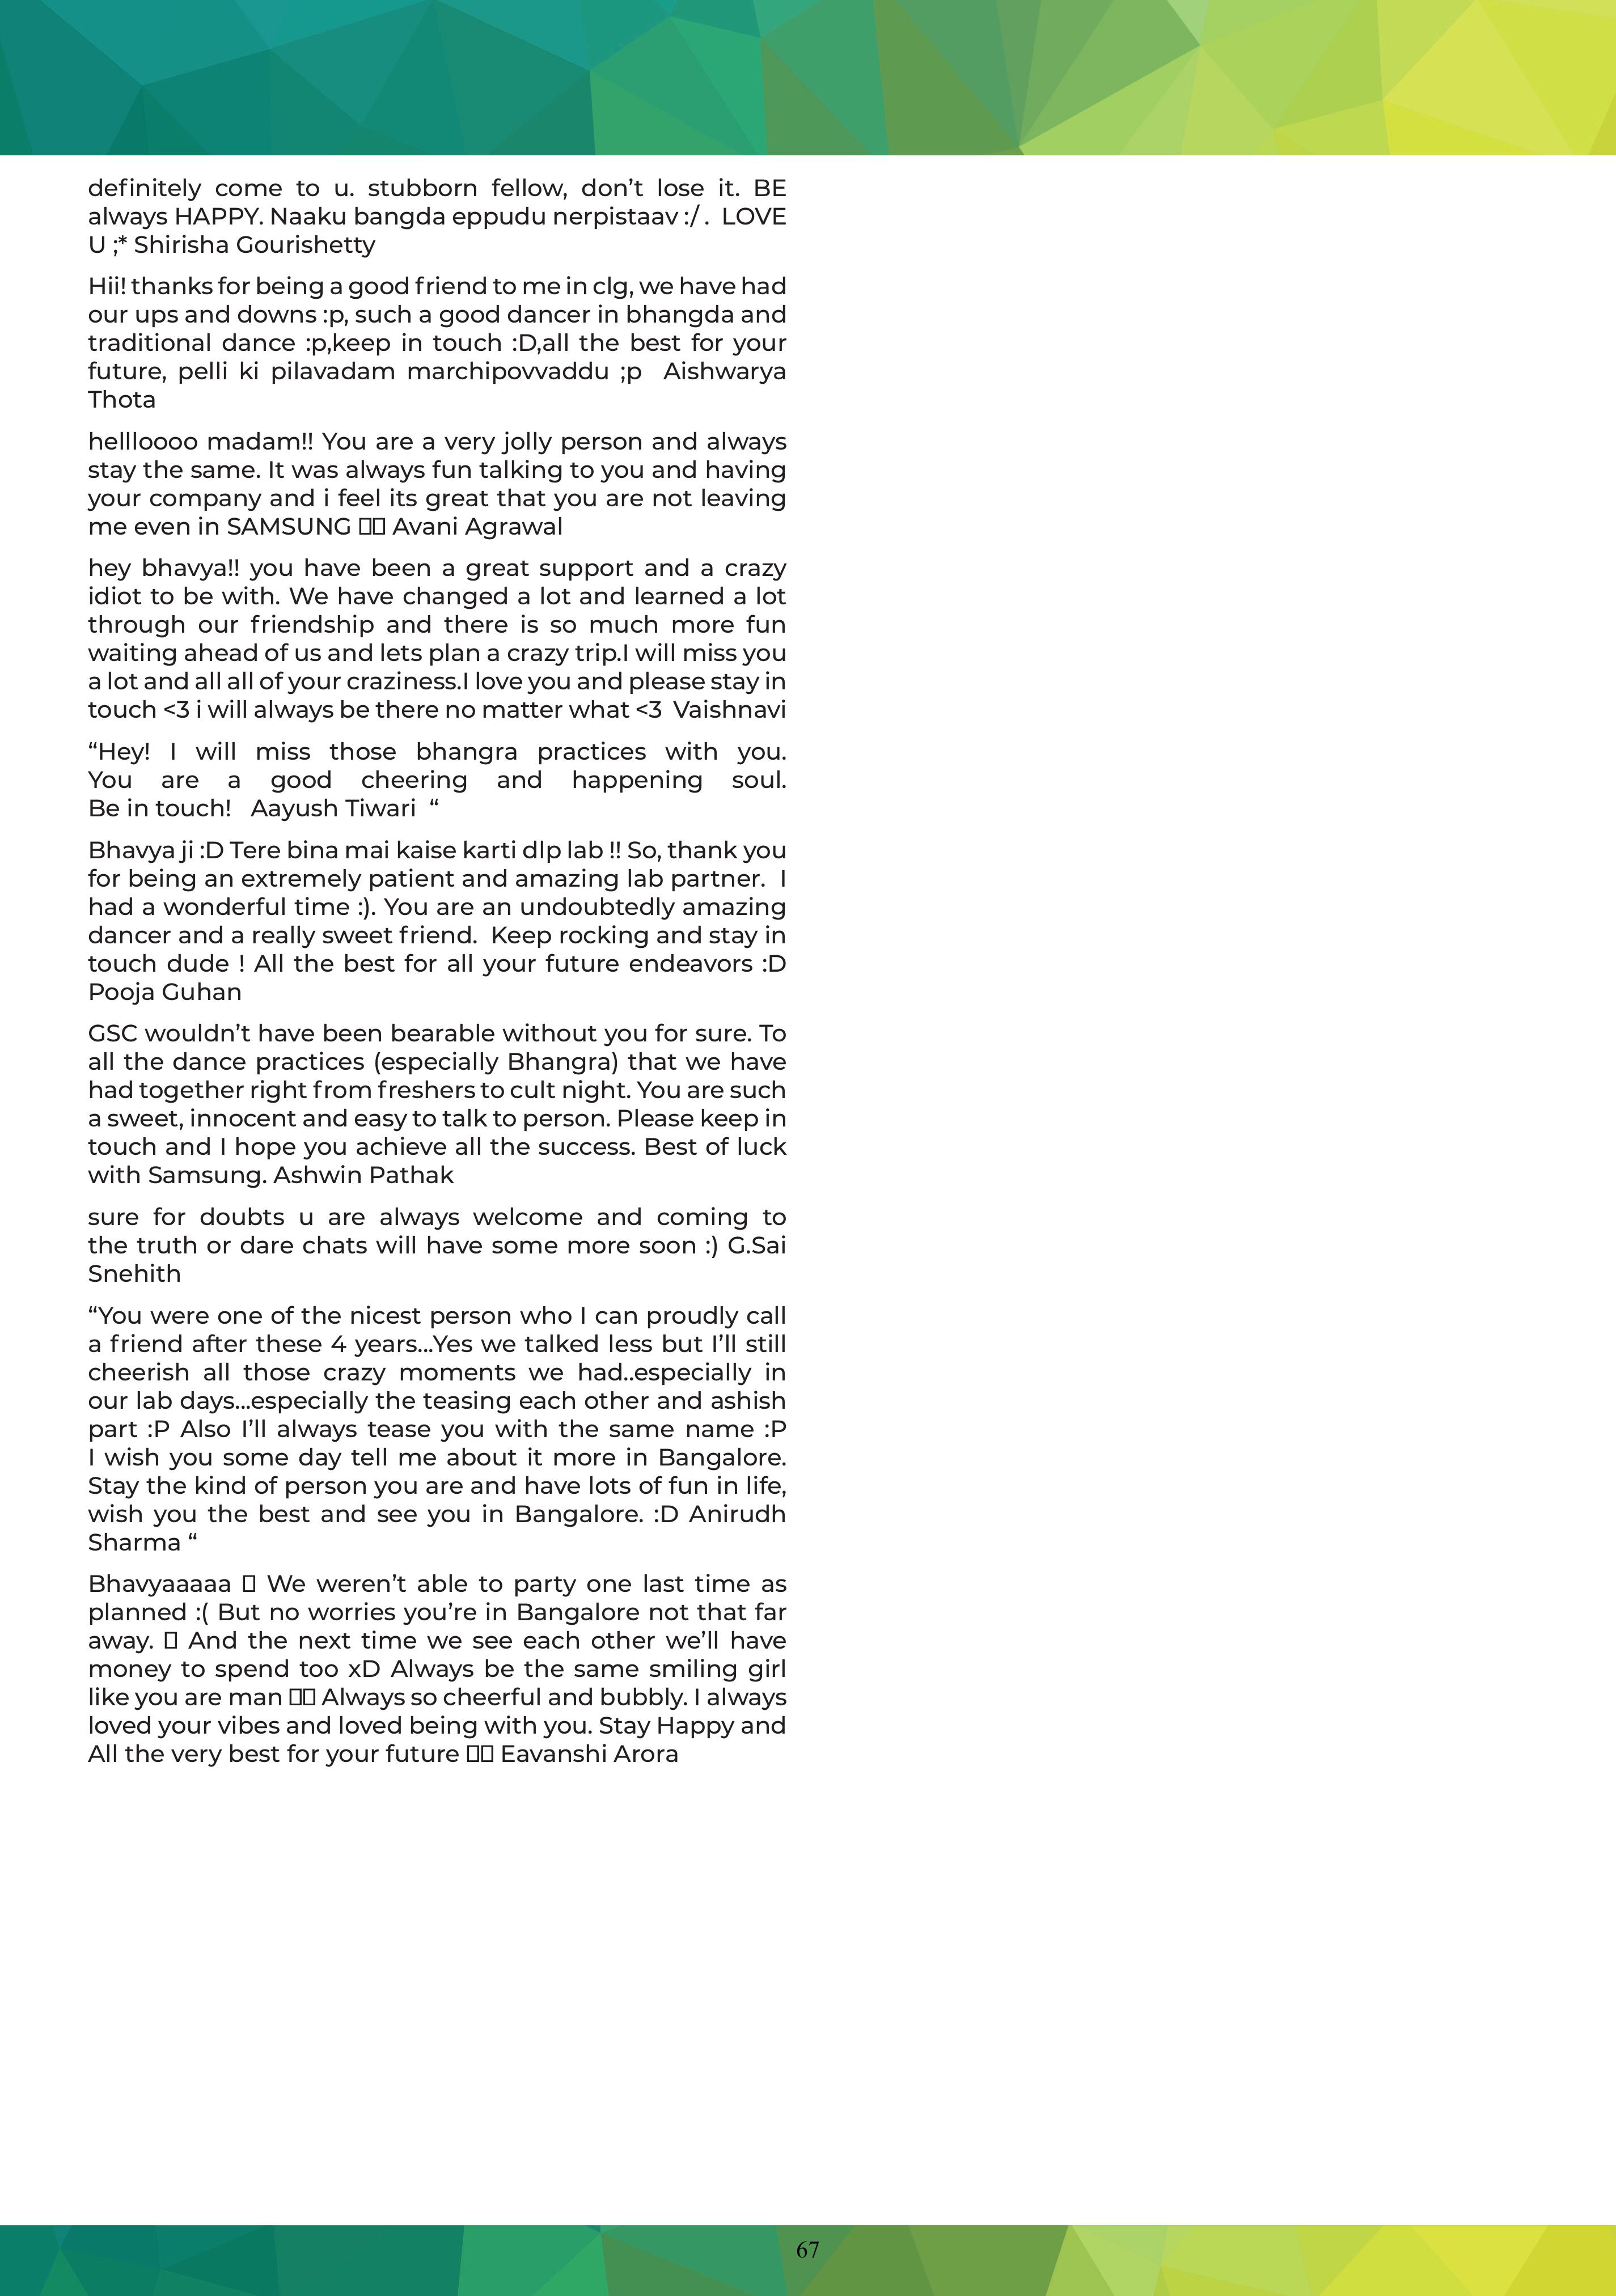 definitely come to u. stubborn fellow, don’t lose it. BE
always HAPPY. Naaku bangda eppudu nerpistaav :/ .  LOVE
U ;* Shirisha Gourishetty
Hii! thanks for being a good friend to me in clg, we have had
our ups and downs :p, such a good dancer in bhangda and
traditional dance :p,keep in touch :D,all the best for your
future, pelli ki pilavadam marchipovvaddu ;p   Aishwarya
Thota
hellloooo madam!! You are a very jolly person and always
stay the same. It was always fun talking to you and having
your company and i feel its great that you are not leaving
me even in SAMSUNG  Avani Agrawal
hey bhavya!! you have been a great support and a crazy
idiot to be with. We have changed a lot and learned a lot
through our friendship and there is so much more fun
waiting ahead of us and lets plan a crazy trip.I will miss you
a lot and all all of your craziness.I love you and please stay in
touch <3 i will always be there no matter what <3  Vaishnavi
“Hey! I will miss those bhangra practices with you.
You are a good cheering and happening soul.
Be in touch!   Aayush Tiwari  “
Bhavya ji :D Tere bina mai kaise karti dlp lab !! So, thank you
for being an extremely patient and amazing lab partner.  I
had a wonderful time :). You are an undoubtedly amazing
dancer and a really sweet friend.  Keep rocking and stay in
touch dude ! All the best for all your future endeavors :D
Pooja Guhan
GSC wouldn’t have been bearable without you for sure. To
all the dance practices (especially Bhangra) that we have
had together right from freshers to cult night. You are such
a sweet, innocent and easy to talk to person. Please keep in
touch and I hope you achieve all the success. Best of luck
with Samsung. Ashwin Pathak
sure for doubts u are always welcome and coming to
the truth or dare chats will have some more soon :) G.Sai
Snehith
“You were one of the nicest person who I can proudly call
a friend after these 4 years...Yes we talked less but I’ll still
cheerish all those crazy moments we had..especially in
our lab days...especially the teasing each other and ashish
part :P Also I’ll always tease you with the same name :P
I wish you some day tell me about it more in Bangalore.
Stay the kind of person you are and have lots of fun in life,
wish you the best and see you in Bangalore. :D Anirudh
Sharma “
Bhavyaaaaa  We weren’t able to party one last time as
planned :( But no worries you’re in Bangalore not that far
away.  And the next time we see each other we’ll have
money to spend too xD Always be the same smiling girl
like you are man  Always so cheerful and bubbly. I always
loved your vibes and loved being with you. Stay Happy and
All the very best for your future  Eavanshi Arora
67